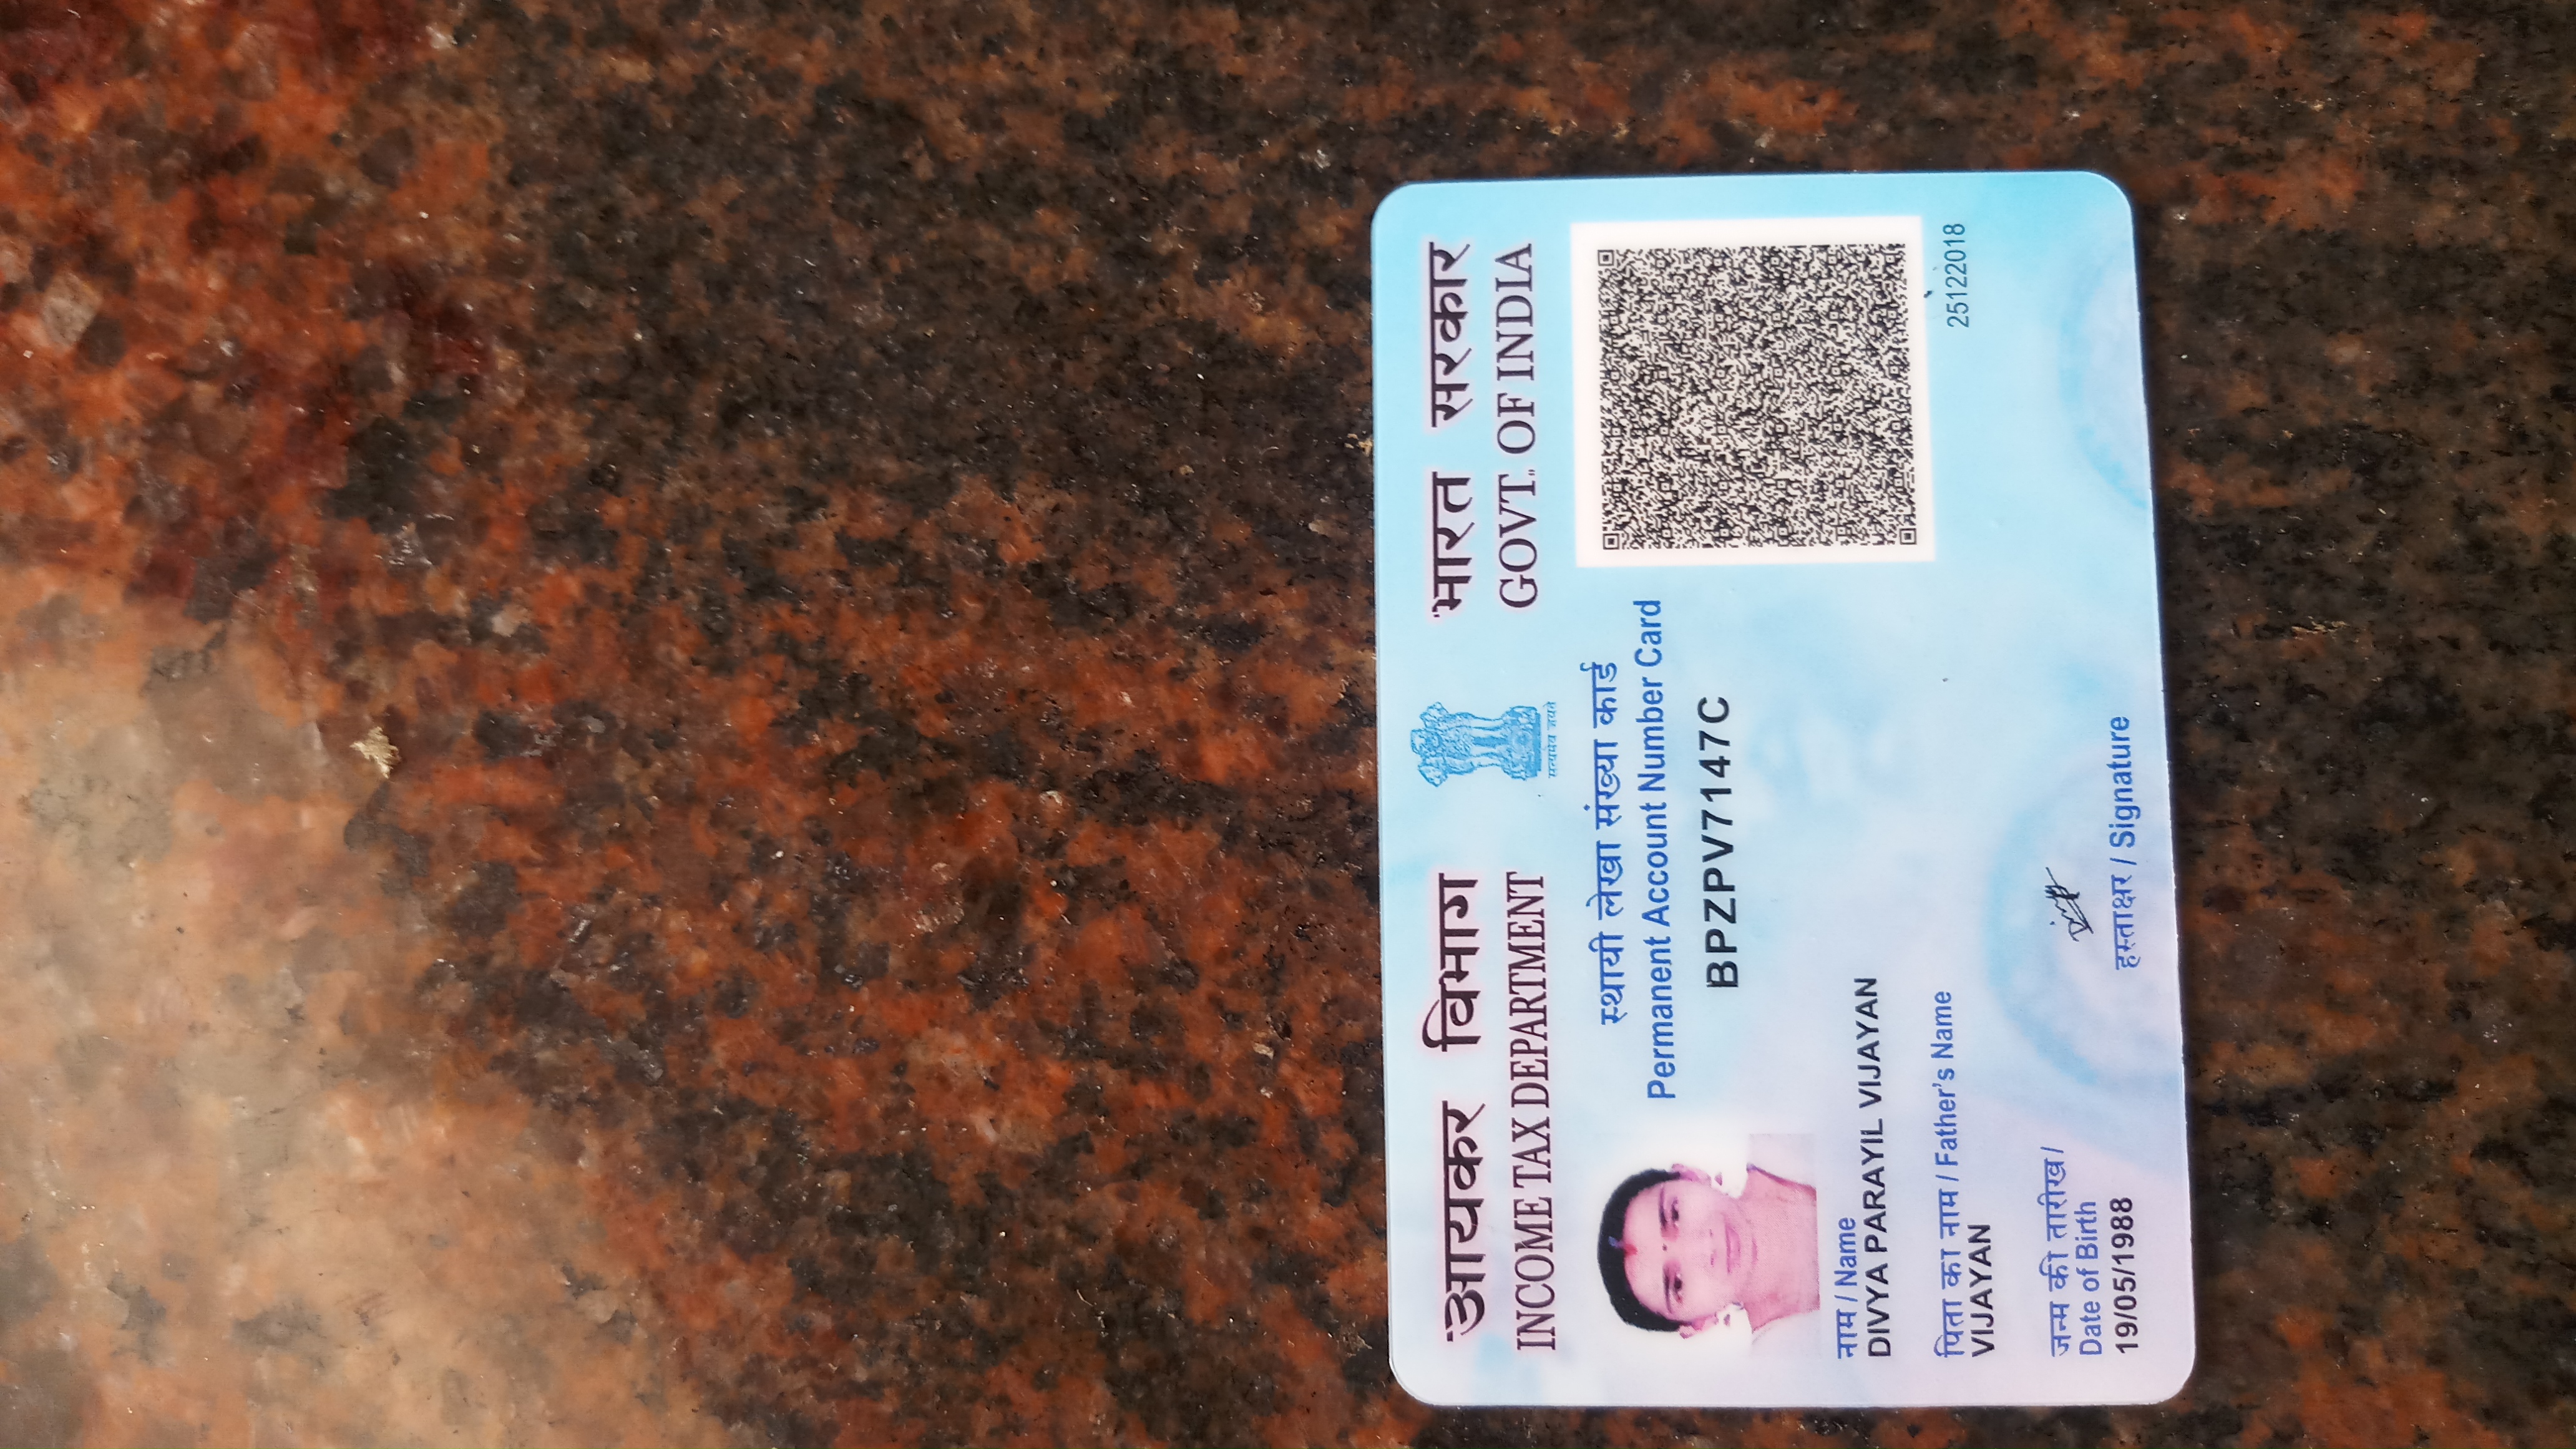 आयकर विभाग
INCOME TAX DEPARTMENT
सत्यमेव जयते
भारत सरकार
GOVT. OF INDIA
स्थायी लेखा संख्या कार्ड
Permanent Account Number Card
BPZPV7147C
नाम / Name
DIVYA PARAYIL VIJAYAN
पिता का नाम / Father's Name
VIJAYAN
25122018
जन्म की तारीख/
Date of Birth
19/05/1988
हस्ताक्षर / Signature